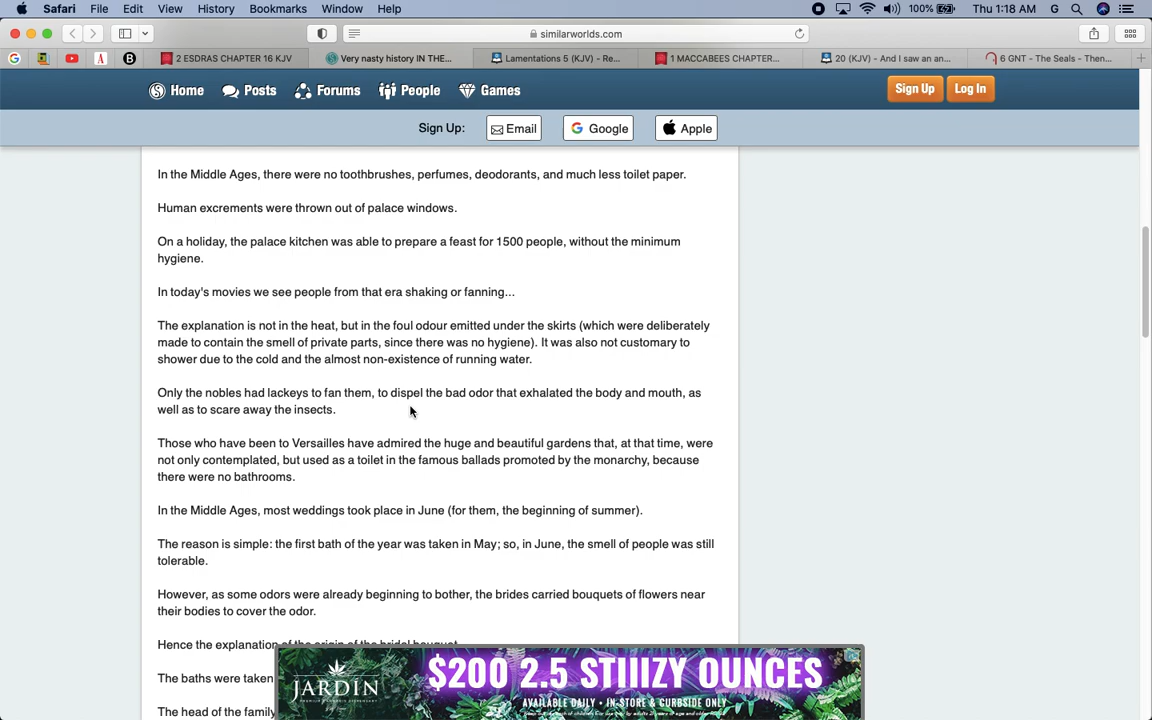 Safari File Edit View History Bookmarks Window Help 100% Thu 1:18 AM G
similarworlds.com
2 ESDRAS CHAPTER 16 KJV Very nasty history IN THE... Lamentations 5 (KJV) - Re... 1 MACCABEES CHAPTER... 20 (KJV) - And I saw an an... 6 GNT - The Seals - Then...
Home Posts Forums People Games Sign Up Log In
Sign Up: Email Google Apple
In the Middle Ages, there were no toothbrushes, perfumes, deodorants, and much less toilet paper.
Human excrements were thrown out of palace windows.
On a holiday, the palace kitchen was able to prepare a feast for 1500 people, without the minimum
hygiene.
In today's movies we see people from that era shaking or fanning...
The explanation is not in the heat, but in the foul odour emitted under the skirts (which were deliberately
made to contain the smell of private parts, since there was no hygiene). It was also not customary to
shower due to the cold and the almost non-existence of running water.
Only the nobles had lackeys to fan them, to dispel the bad odor that exhalated the body and mouth, as
well as to scare away the insects.
Those who have been to Versailles have admired the huge and beautiful gardens that, at that time, were
not only contemplated, but used as a toilet in the famous ballads promoted by the monarchy, because
there were no bathrooms.
In the Middle Ages, most weddings took place in June (for them, the beginning of summer).
The reason is simple: the first bath of the year was taken in May; so, in June, the smell of people was still
tolerable.
However, as some odors were already beginning to bother, the brides carried bouquets of flowers near
their bodies to cover the odor.
Hence the explanation of the origin of the bridal bouquet.
The baths were taken
The head of the family
JARDIN
$200 2.5 STIIIZY OUNCES
AVAILABLE DAILY • IN-STORE & CURBSIDE ONLY